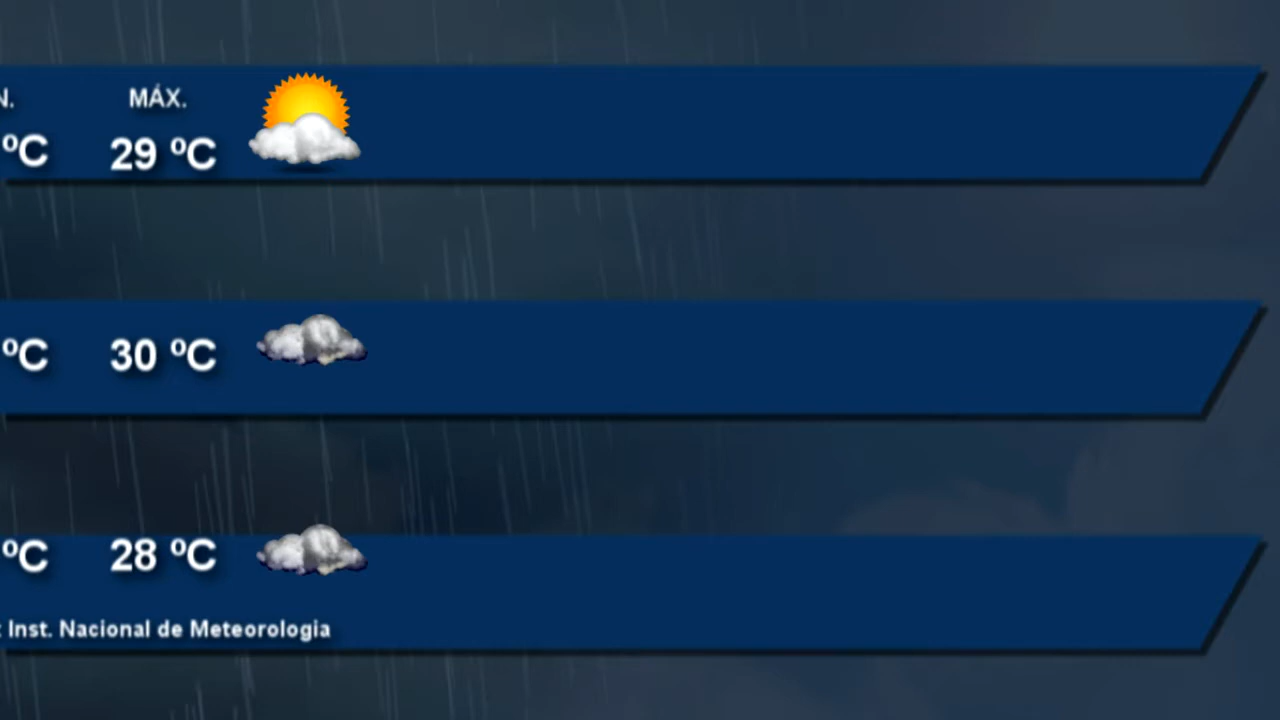 N. MÁX.
ºC 29 ºC
ºC 30 ºC
ºC 28 ºC
: Inst. Nacional de Meteorologia